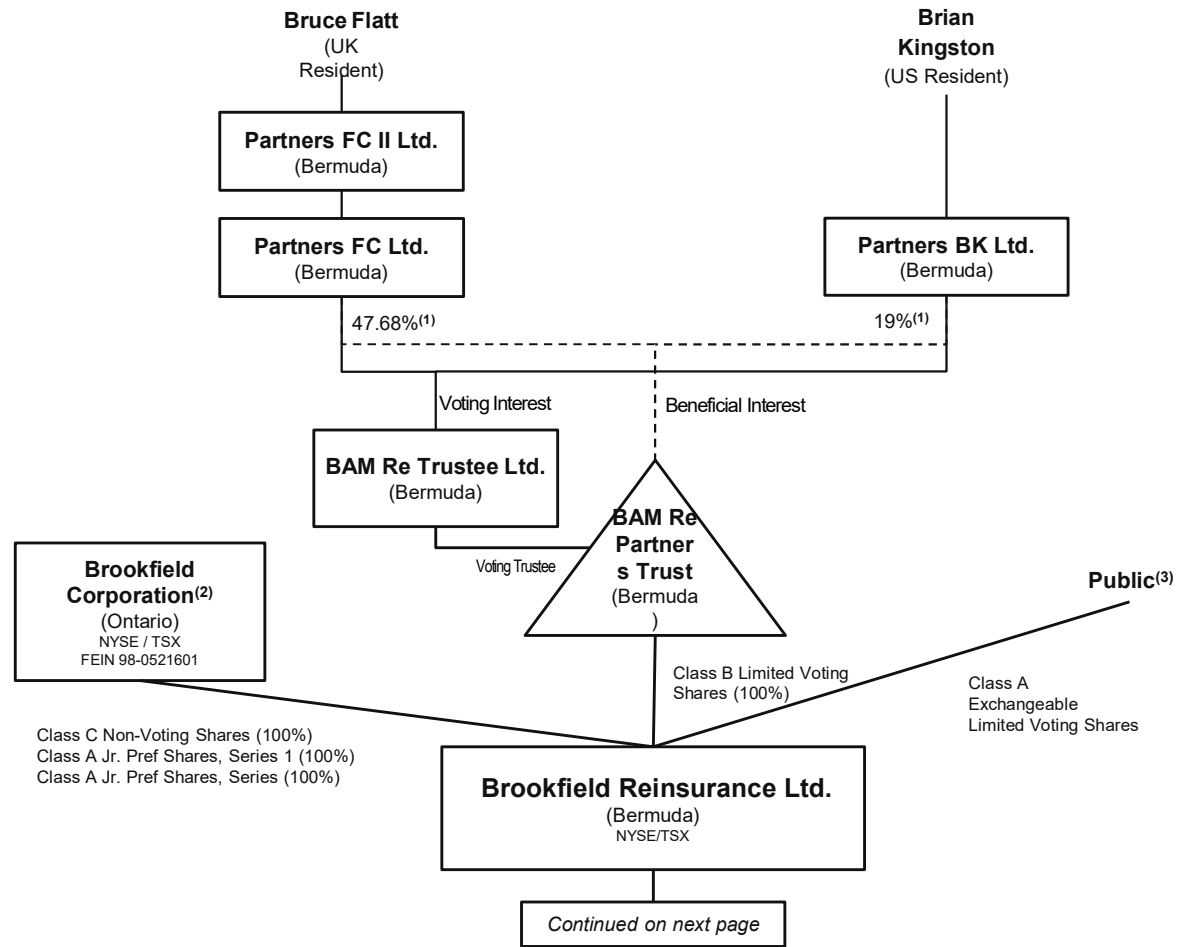 Bruce Flatt
(UK
Resident)
Brian
Kingston
(US Resident)
Partners FC II Ltd.
(Bermuda)
Partners FC Ltd.
(Bermuda)
Partners BK Ltd.
(Bermuda)
47.68%(1)
19%(1)
Voting Interest
Beneficial Interest
BAM Re Trustee Ltd.
(Bermuda)
Voting Trustee
BAM Re
Partner
s Trust
(Bermuda
)
Brookfield
Corporation(2)
(Ontario)
NYSE / TSX
FEIN 98-0521601
Public(3)
Class B Limited Voting
Shares (100%)
Class A
Exchangeable
Limited Voting Shares
Class C Non-Voting Shares (100%)
Class A Jr. Pref Shares, Series 1 (100%)
Class A Jr. Pref Shares, Series (100%)
Brookfield Reinsurance Ltd.
(Bermuda)
NYSE/TSX
Continued on next page